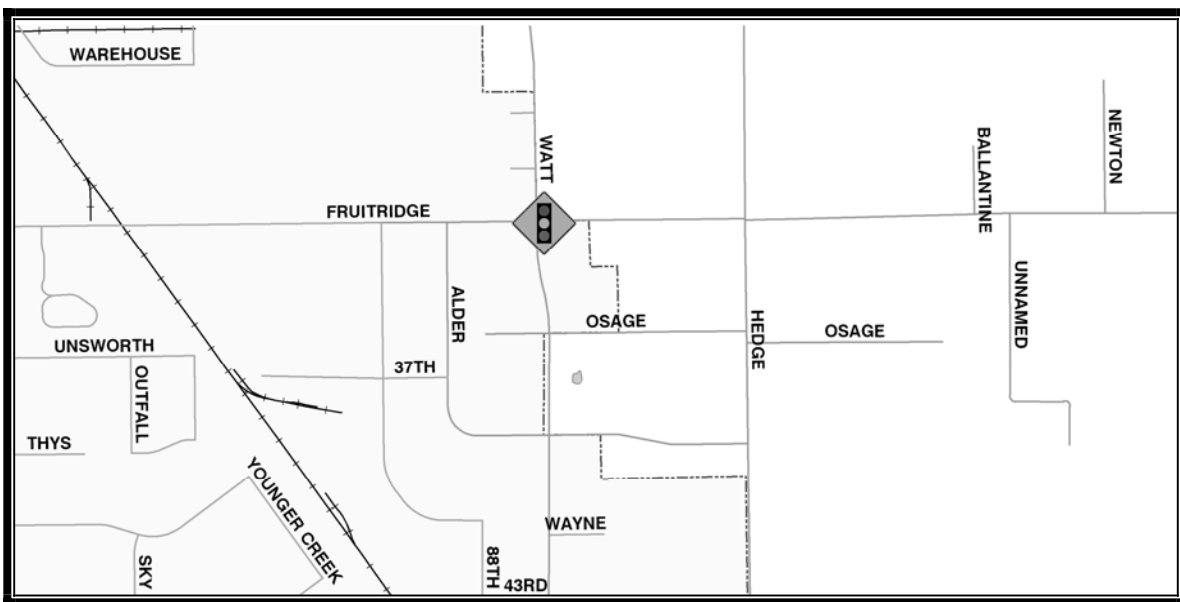 WAREHOUSE
WATT
NEWTON
BALLANTINE
FRUITRIDGE
ALDER
UNNAMED
OSAGE
HEDGE
OSAGE
UNSWORTH
37TH
OUTFALL
THYS
YOUNGER CREEK
WAYNE
SKY
88TH
43RD